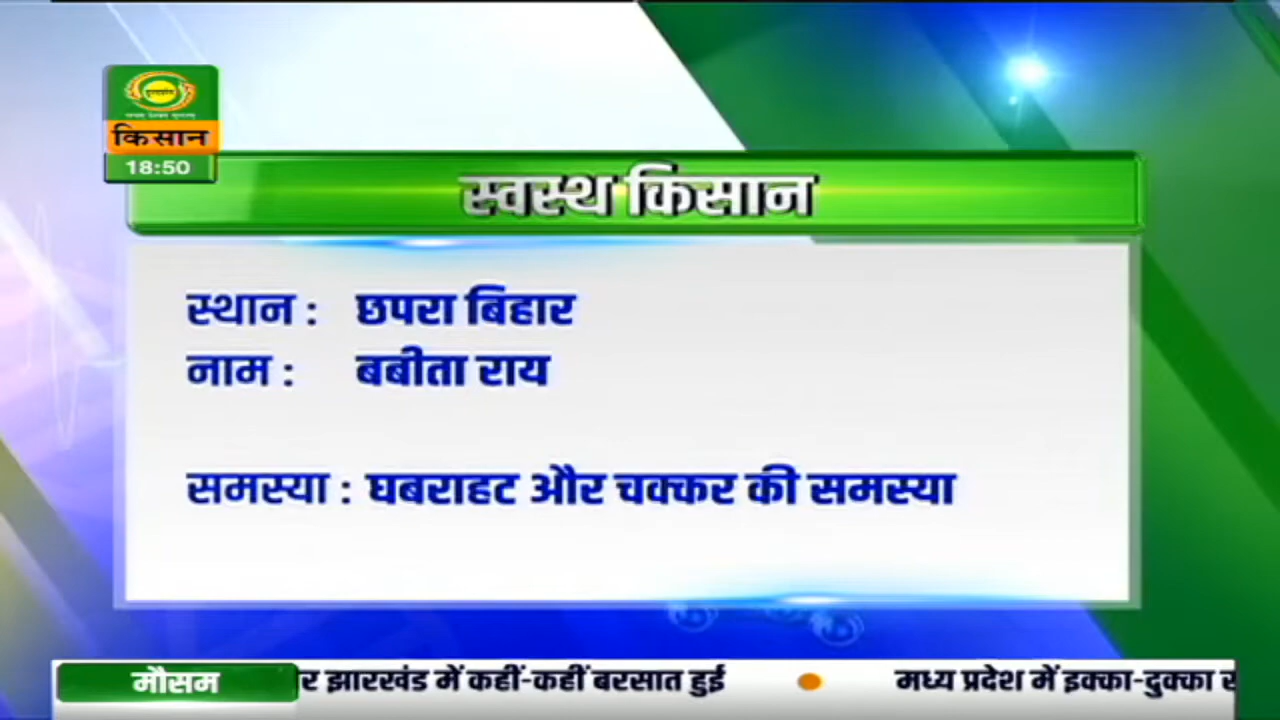 किसान
18:50
स्वस्थ किसान
स्थान : छपरा बिहार
नाम : बबीता राय
समस्या : घबराहट और चक्कर की समस्या
मौसम
झारखंड में कहीं-कहीं बरसात हुई
मध्य प्रदेश में इक्का-दुक्का